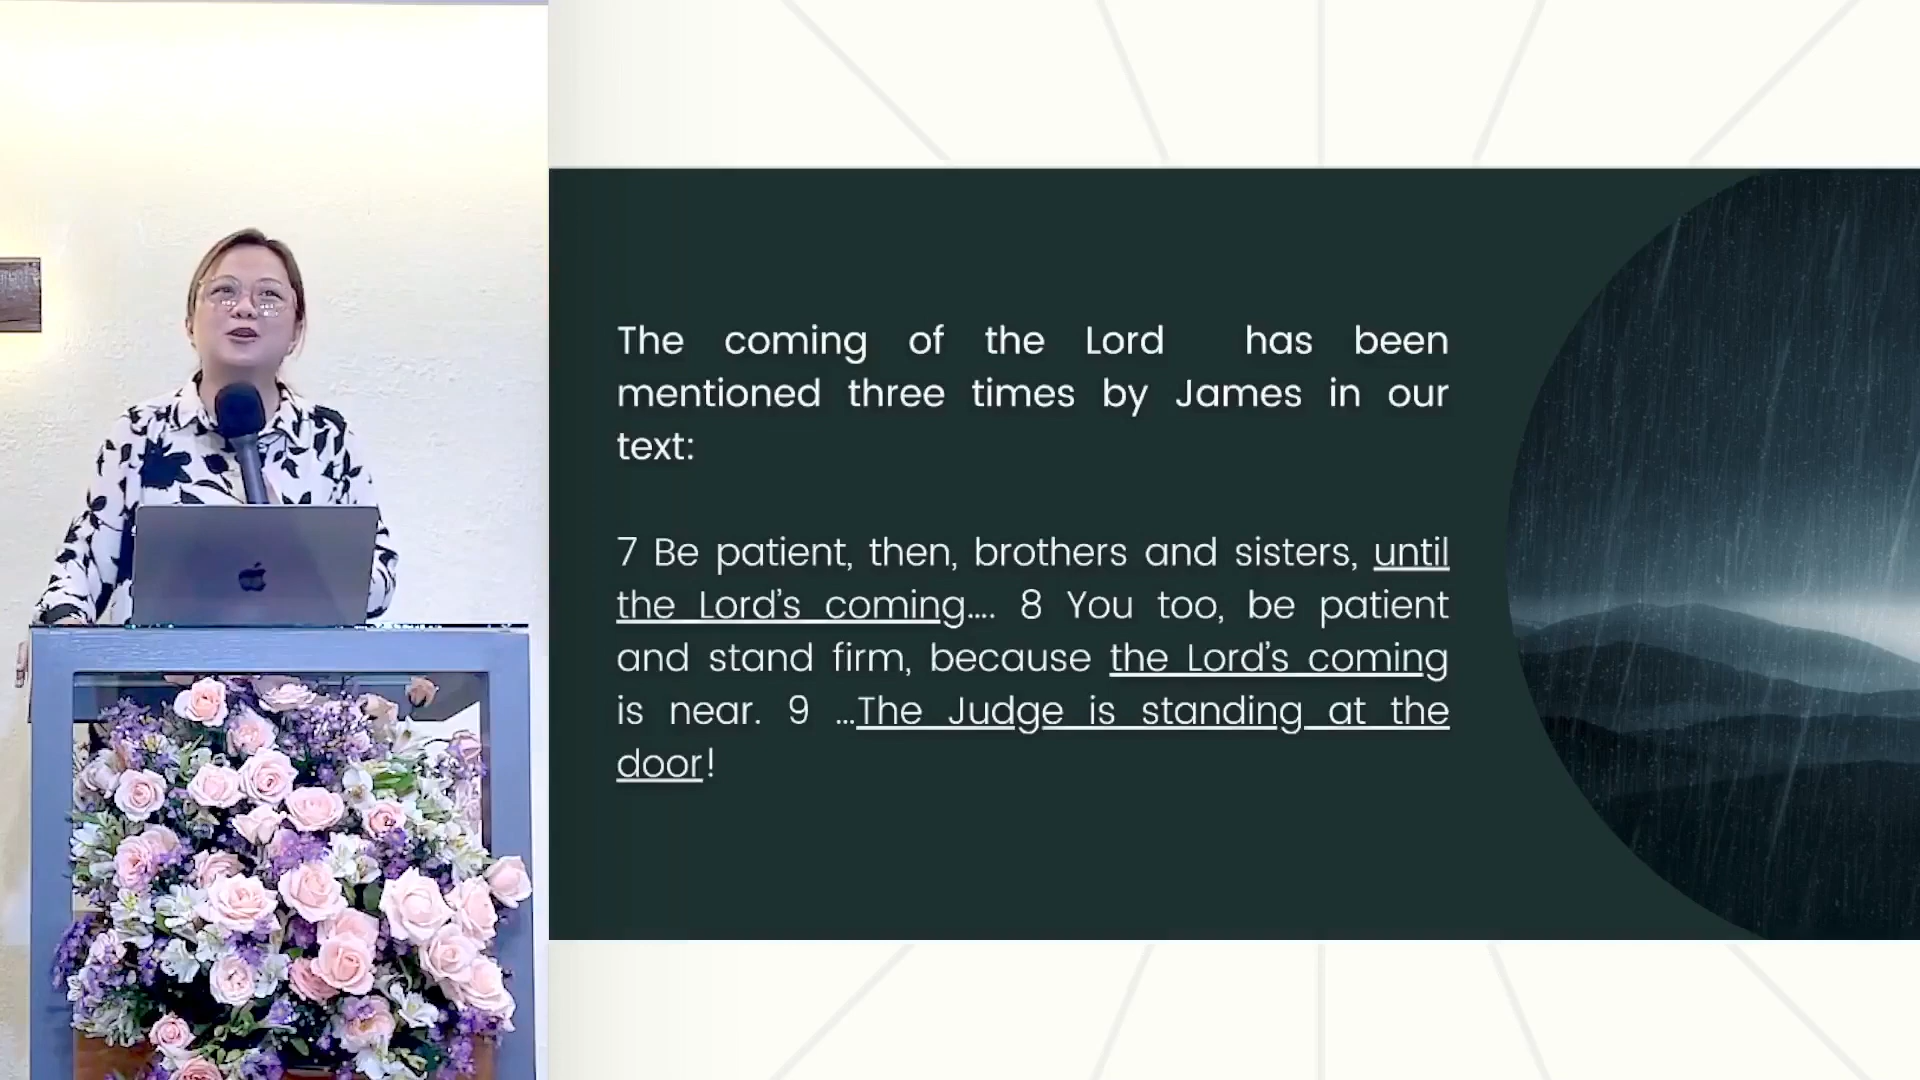 The coming of the Lord has been
mentioned three times by James in our
text:
7 Be patient, then, brothers and sisters, until
the Lord's coming.... 8 You too, be patient
and stand firm, because the Lord's coming
is near. 9 ...The Judge is standing at the
door!